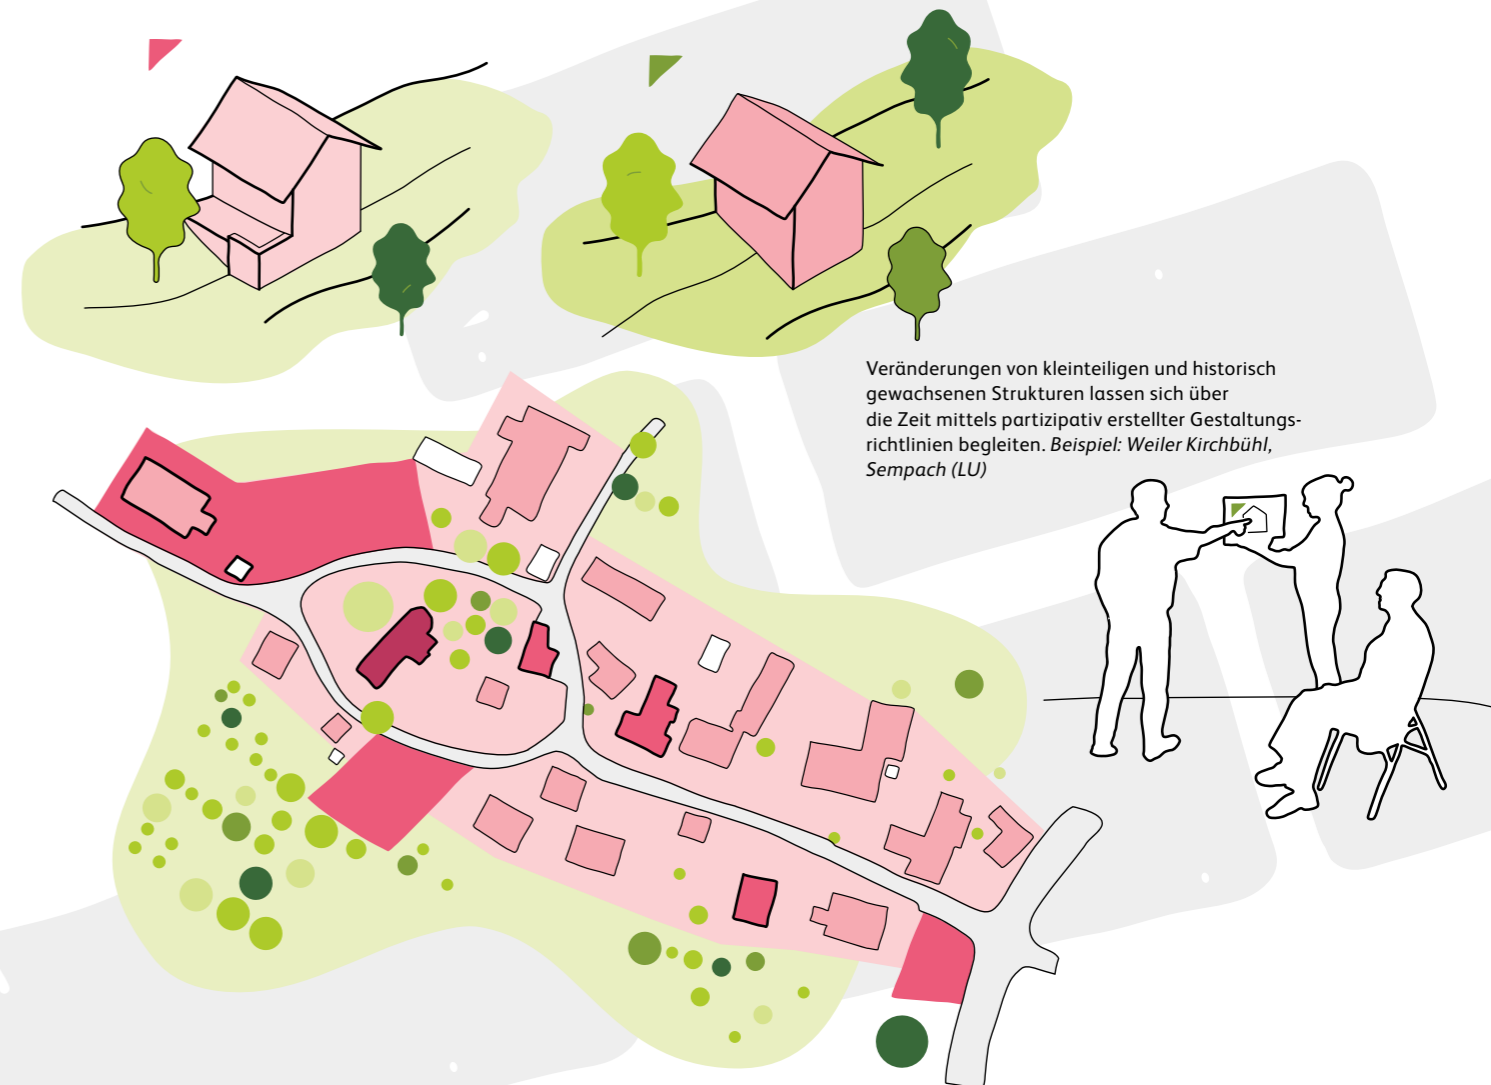 Veränderungen von kleinteiligen und historisch
gewachsenen Strukturen lassen sich über
die Zeit mittels partizipativ erstellter Gestaltungs-
richtlinien begleiten. Beispiel: Weiler Kirchbühl,
Sempach (LU)